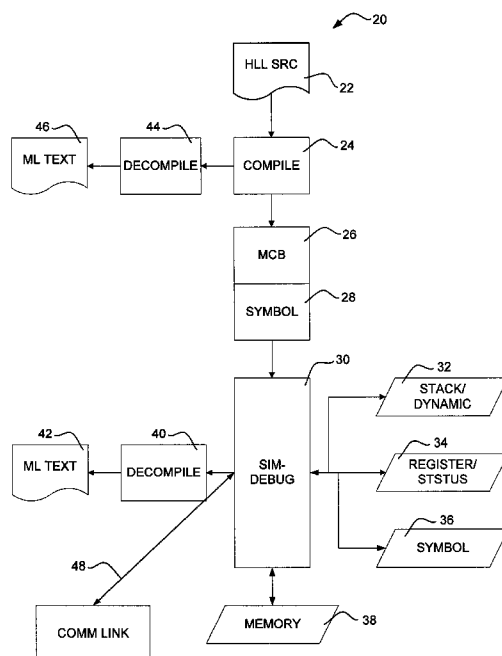 20
HLL SRC
22
46
44
24
ML TEXT
DECOMPILE
COMPILE
26
MCB
28
SYMBOL
30
32
STACK/
DYNAMIC
42
40
34
ML TEXT
DECOMPILE
SIM-
DEBUG
REGISTER/
STSTUS
36
SYMBOL
48
COMM LINK
MEMORY
38